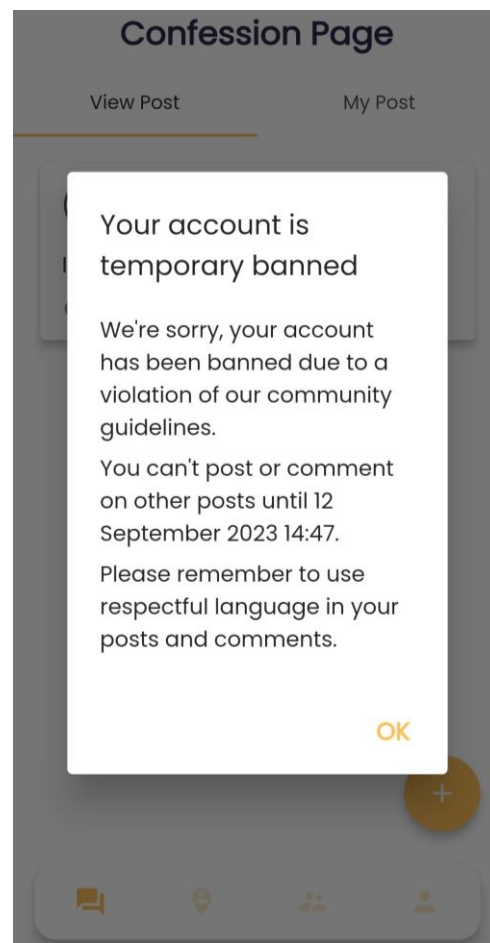 Confession Page
View Post My Post
Your account is
temporary banned
We're sorry, your account
has been banned due to a
violation of our community
guidelines.
You can't post or comment
on other posts until 12
September 2023 14:47.
Please remember to use
respectful language in your
posts and comments.
OK